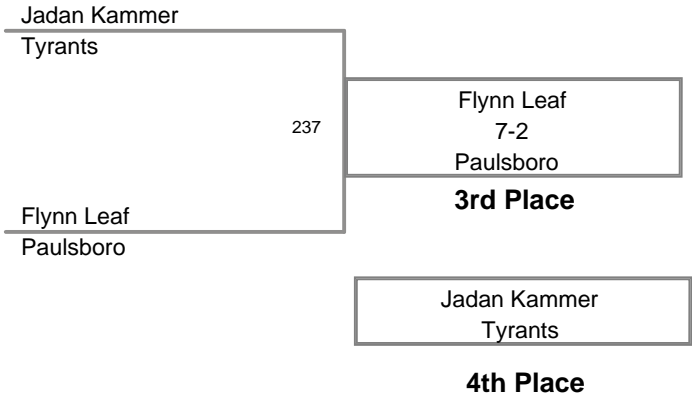 Jadan Kammer
Tyrants
237
Flynn Leaf
7-2
Paulsboro
3rd Place
Flynn Leaf
Paulsboro
Jadan Kammer
Tyrants
4th Place